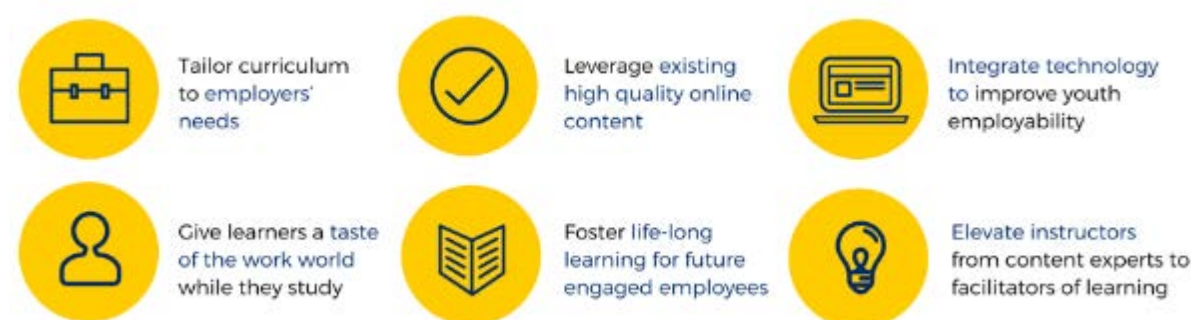 Tailor curriculum
to employers'
needs
Leverage existing
high quality online
content
Integrate technology
to improve youth
employability
Give learners a taste
of the work world
while they study
Foster life-long
learning for future
engaged employees
Elevate instructors
from content experts to
facilitators of learning